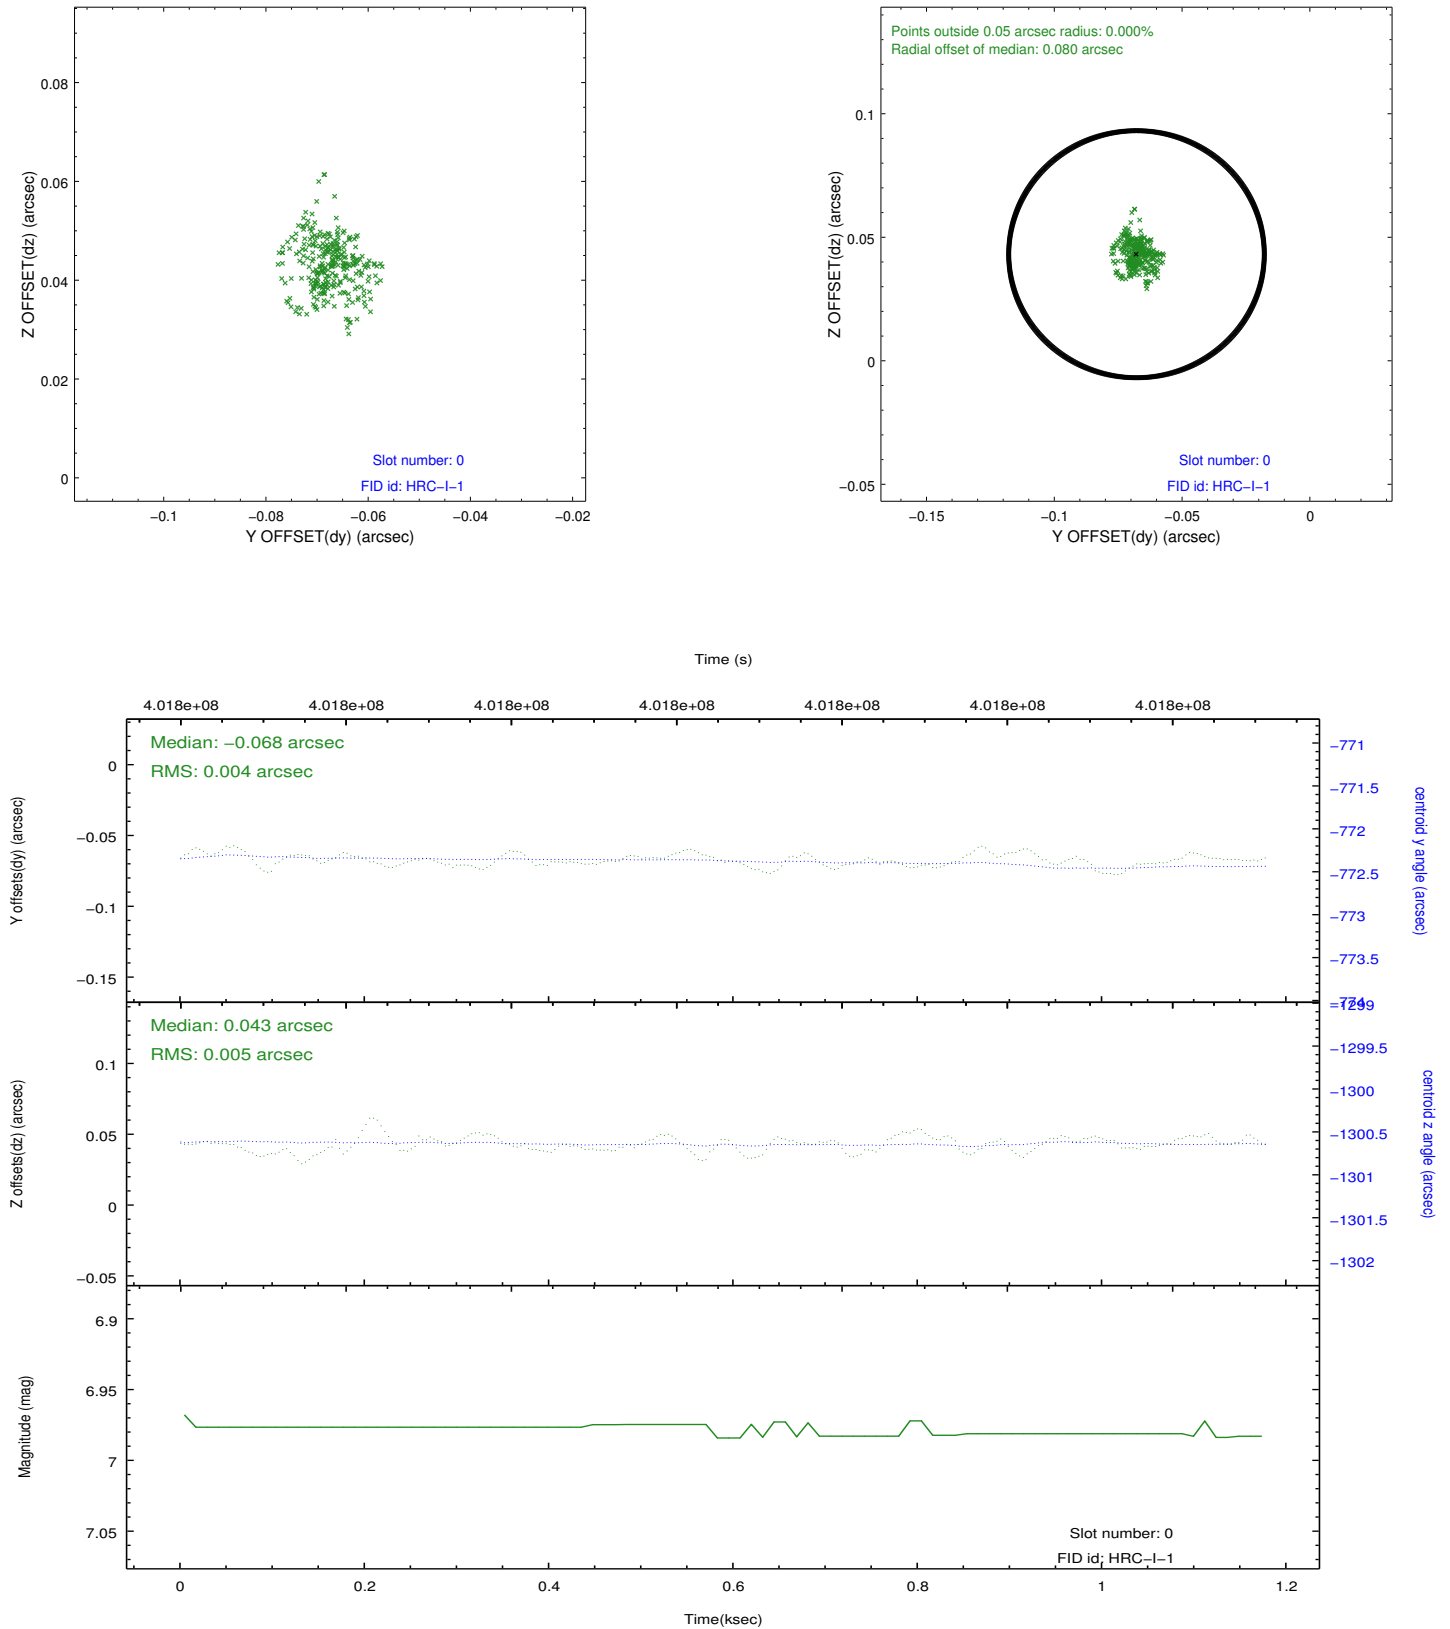 0.08
0.06
0.04
0.02
0
Z OFFSET(dz) (arcsec)
Slot number: 0
FID id: HRC−I−1
−0.1
−0.08
−0.06
−0.04
−0.02
Y OFFSET(dy) (arcsec)
Points outside 0.05 arcsec radius: 0.000%
Radial offset of median: 0.080 arcsec
0.1
0.05
0
−0.05
Z OFFSET(dz) (arcsec)
Slot number: 0
FID id: HRC−I−1
−0.15
−0.1
−0.05
0
Y OFFSET(dy) (arcsec)
Time (s)
4.018e+08
4.018e+08
4.018e+08
4.018e+08
4.018e+08
4.018e+08
4.018e+08
Median: −0.068 arcsec
RMS: 0.004 arcsec
0
−0.05
−0.1
−0.15
Y offsets(dy) (arcsec)
−771
−771.5
−772
−772.5
−773
−773.5
−774
centroid y angle (arcsec)
Median: 0.043 arcsec
RMS: 0.005 arcsec
0.1
0.05
0
−0.05
Z offsets(dz) (arcsec)
−1299
−1299.5
−1300
−1300.5
−1301
−1301.5
−1302
centroid z angle (arcsec)
6.9
6.95
7
7.05
Magnitude (mag)
Slot number: 0
FID id: HRC−I−1
0
0.2
0.4
0.6
0.8
1
1.2
Time(ksec)